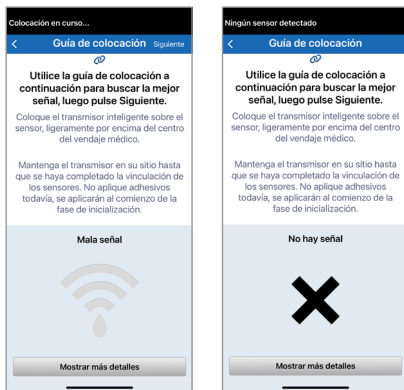 Colocación en curso...
Guía de colocación Siguiente
Utilice la guía de colocación a
continuación para buscar la mejor
señal, luego pulse Siguiente.
Coloque el transmisor inteligente sobre el
sensor, ligeramente por encima del centro
del vendaje médico.
Mantenga el transmisor en su sitio hasta
que se haya completado la vinculación de
los sensores. No aplique adhesivos
todavía, se aplicarán al comienzo de la
fase de inicialización.
Mala señal
Mostrar más detalles
Ningún sensor detectado
Guía de colocación
Utilice la guía de colocación a
continuación para buscar la mejor
señal, luego pulse Siguiente.
Coloque el transmisor inteligente sobre el
sensor, ligeramente por encima del centro
del vendaje médico.
Mantenga el transmisor en su sitio hasta
que se haya completado la vinculación de
los sensores. No aplique adhesivos
todavía, se aplicarán al comienzo de la
fase de inicialización.
No hay señal
Mostrar más detalles